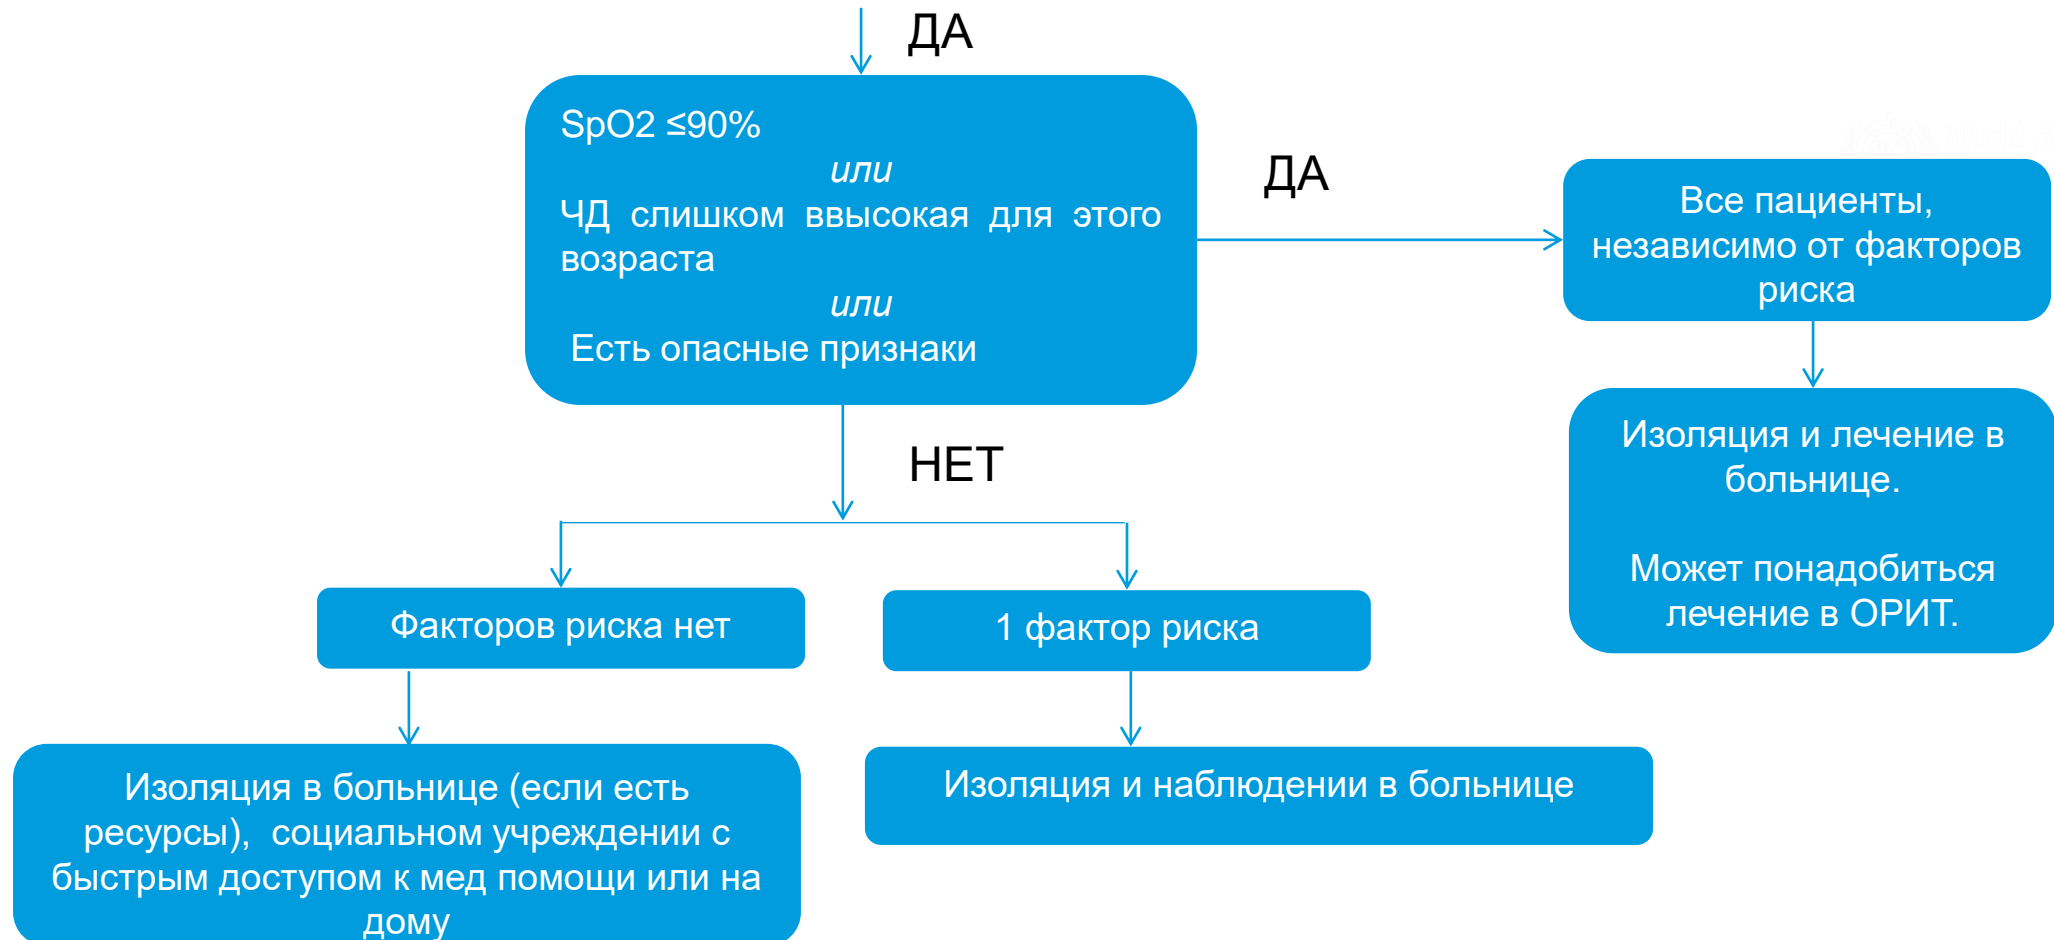 ДА
SpO2 ≤90%
или
ЧД слишком ввысокая для этого
возраста
или
Есть опасные признаки
ДА
Все пациенты,
независимо от факторов
риска
Изоляция и лечение в
больнице.
Может понадобиться
лечение в ОРИТ.
НЕТ
Факторов риска нет
1 фактор риска
Изоляция в больнице (если есть
ресурсы), социальном учреждении с
быстрым доступом к мед помощи или на
дому
Изоляция и наблюдении в больнице